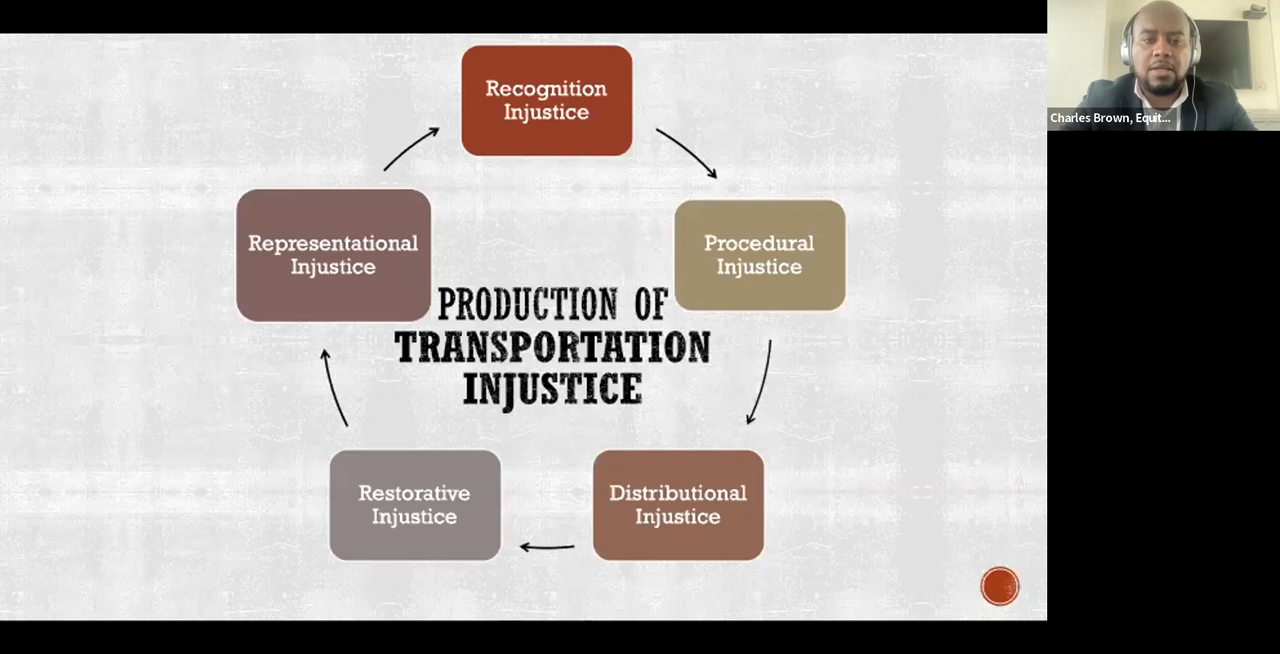 Recognition
Injustice
Charles Brown, Equit...
Representational
Injustice
Procedural
Injustice
PRODUCTION OF
TRANSPORTATION
INJUSTICE
Restorative
Injustice
Distributional
Injustice